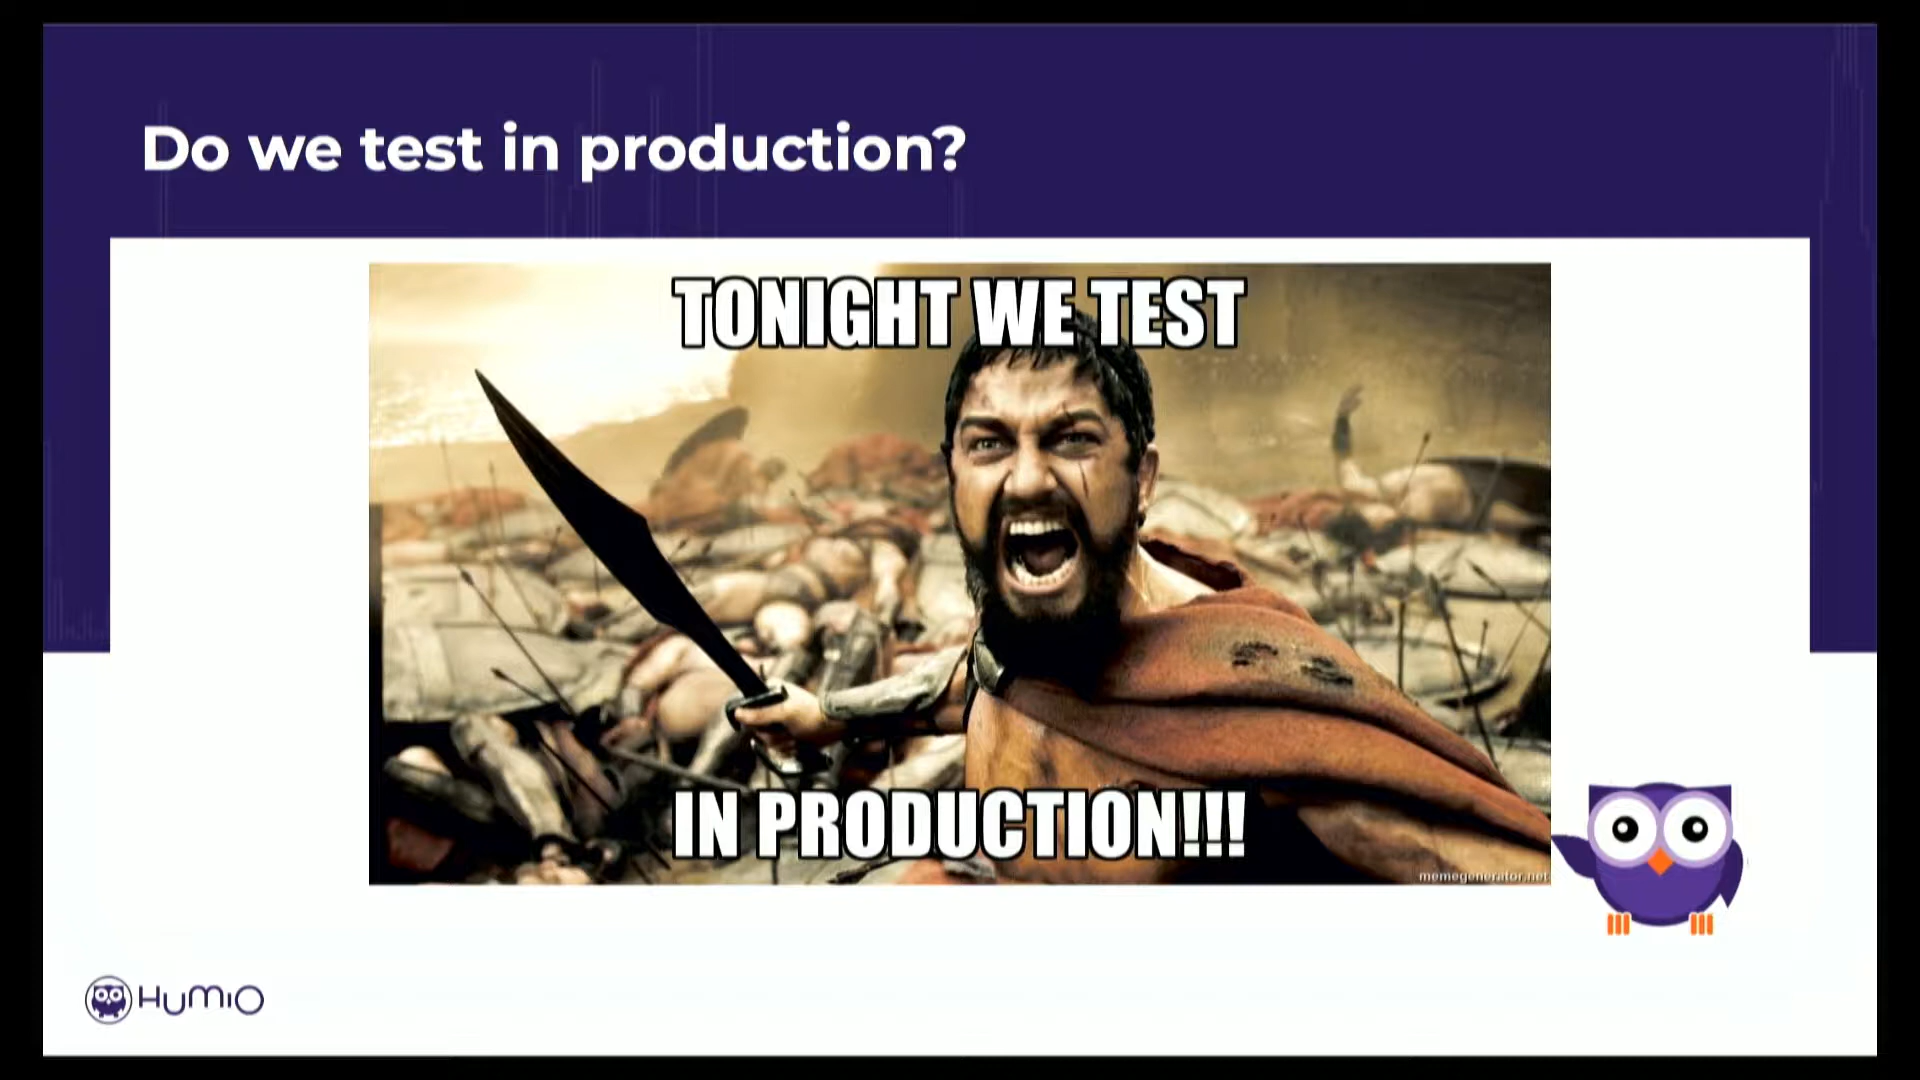 Do we test in production?
TONIGHT WE TEST
IN PRODUCTION!!!
memegenerator.net
HUMIO